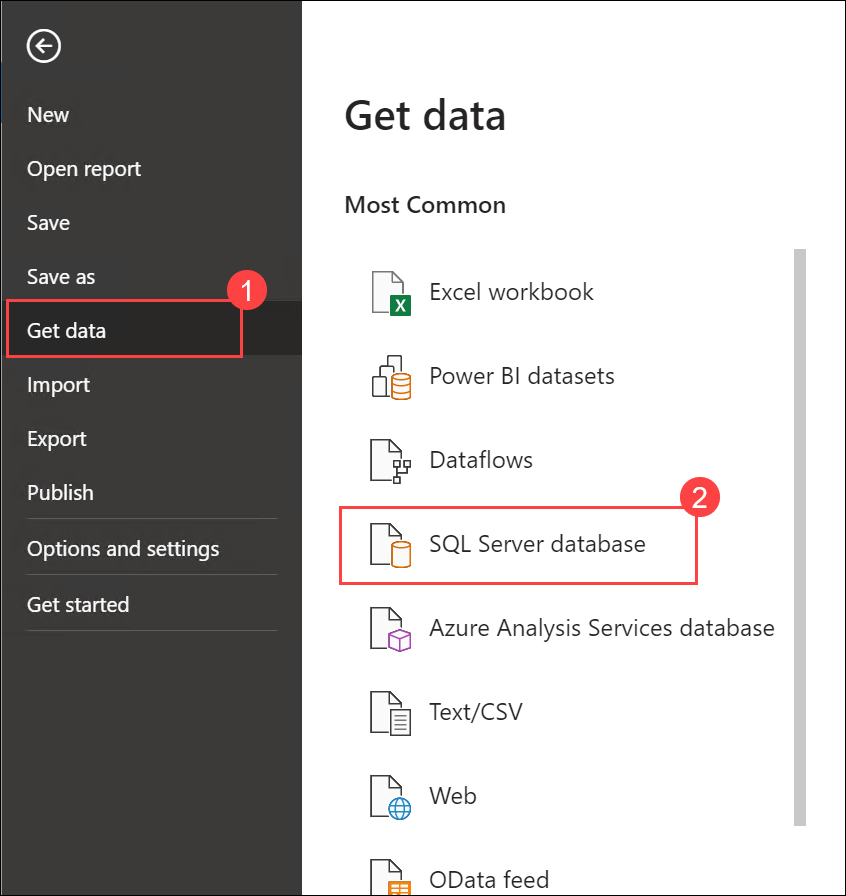 New
Open report
Save
Save as
1
Get data
Import
Export
Publish
Options and settings
Get started
Get data
Most Common
X
Excel workbook
Power BI datasets
Dataflows
2
SQL Server database
Azure Analysis Services database
Text/CSV
Web
OData feed